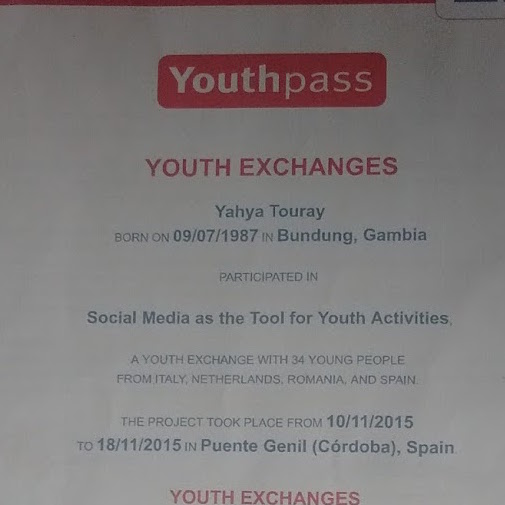 Youthpass
YOUTH EXCHANGES
Yahya Touray
BORN ON 09/07/1987 IN Bundung, Gambia
PARTICIPATED IN
Social Media as the Tool for Youth Activities,
A YOUTH EXCHANGE WITH 34 YOUNG PEOPLE
FROM ITALY, NETHERLANDS, ROMANIA, AND SPAIN.
THE PROJECT TOOK PLACE FROM 10/11/2015
TO 18/11/2015 IN Puente Genil (Córdoba), Spain
YOUTH EXCHANGES